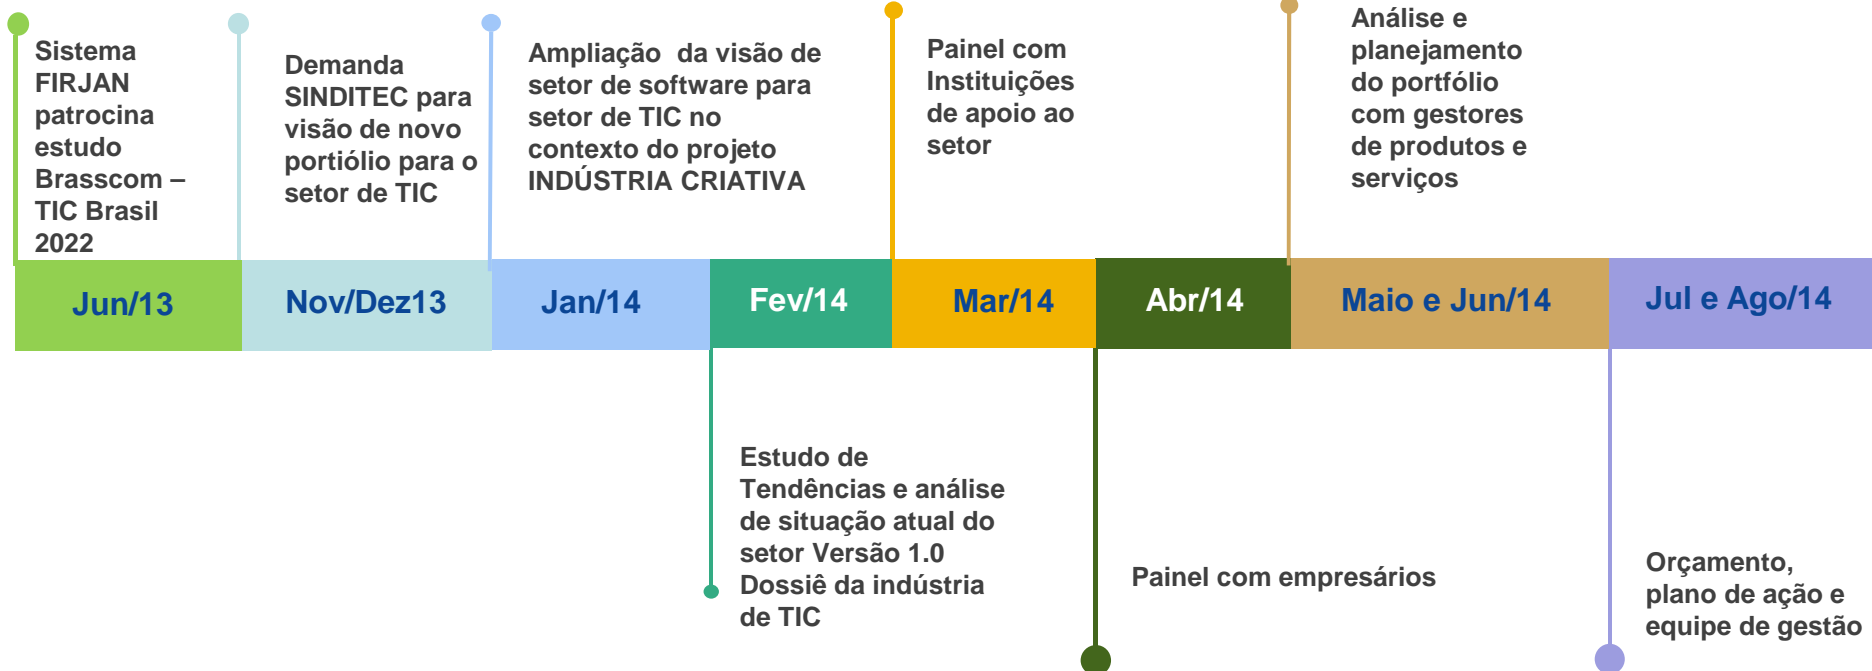 Sistema
FIRJAN
patrocina
estudo
Brasscom –
TIC Brasil
2022
Demanda
SINDITEC para
visão de novo
portiólio para o
setor de TIC
Ampliação da visão de
setor de software para
setor de TIC no
contexto do projeto
INDÚSTRIA CRIATIVA
Painel com
Instituições
de apoio ao
setor
Análise e
planejamento
do portfólio
com gestores
de produtos e
serviços
Jun/13
Nov/Dez13
Jan/14
Fev/14
Mar/14
Abr/14
Maio e Jun/14
Jul e Ago/14
Estudo de
Tendências e análise
de situação atual do
setor Versão 1.0
Dossiê da indústria
de TIC
Painel com empresários
Orçamento,
plano de ação e
equipe de gestão